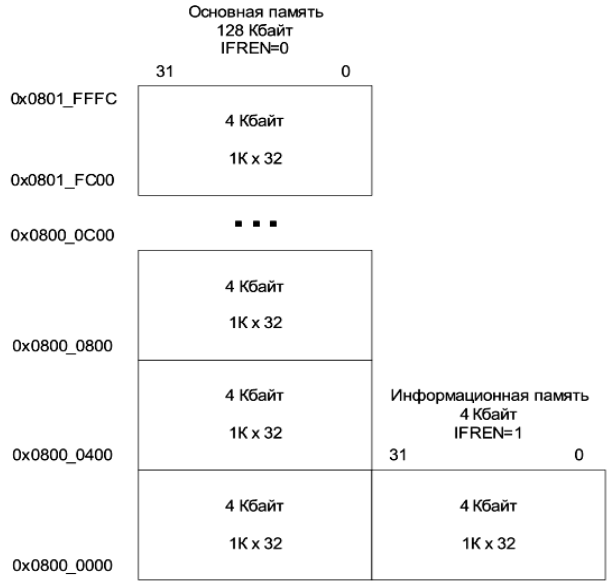 Основная память
128 Кбайт
IFREN=0
31 0
0x0801_FFFC
4 Кбайт
1К x 32
0x0801_FC00
0x0800_0C00
4 Кбайт
1К x 32
0x0800_0800
4 Кбайт
1К x 32
0x0800_0400
Информационная память
4 Кбайт
IFREN=1
31 0
4 Кбайт
1К x 32
0x0800_0000
4 Кбайт
1К x 32